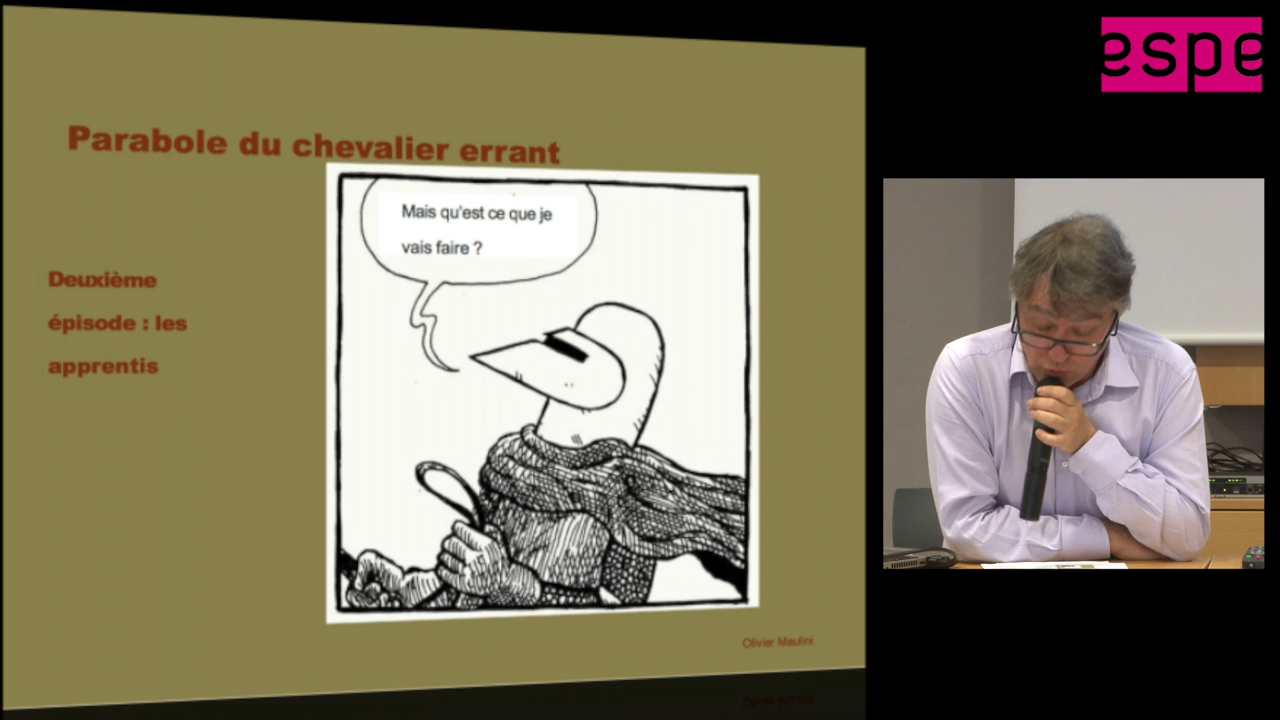 espe
Parabole du chevalier errant
Mais qu'est ce que je
vais faire ?
Deuxième
épisode : les
apprentis
Olivier Maulini